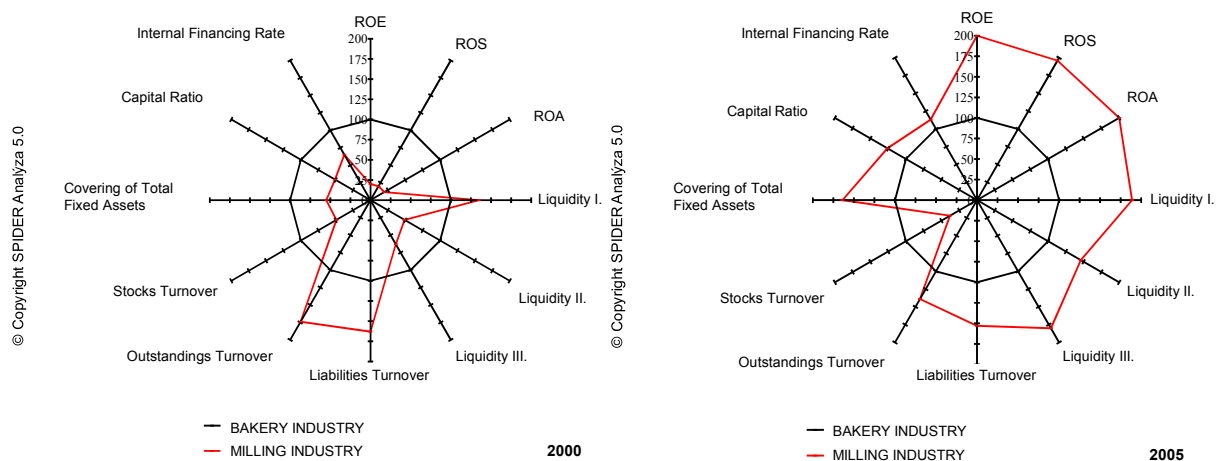 © Copyright SPIDER Analýza 5.0
ROE
Internal Financing Rate
ROS
Capital Ratio
ROA
Covering of Total
Fixed Assets
Liquidity I.
Stocks Turnover
Liquidity II.
Outstandings Turnover
Liquidity III.
Liabilities Turnover
200
175
150
125
100
75
50
25
BAKERY INDUSTRY
MILLING INDUSTRY
2000
© Copyright SPIDER Analýza 5.0
ROE
Internal Financing Rate
ROS
Capital Ratio
ROA
Covering of Total
Fixed Assets
Liquidity I.
Stocks Turnover
Liquidity II.
Outstandings Turnover
Liquidity III.
Liabilities Turnover
200
175
150
125
100
75
50
25
BAKERY INDUSTRY
MILLING INDUSTRY
2005